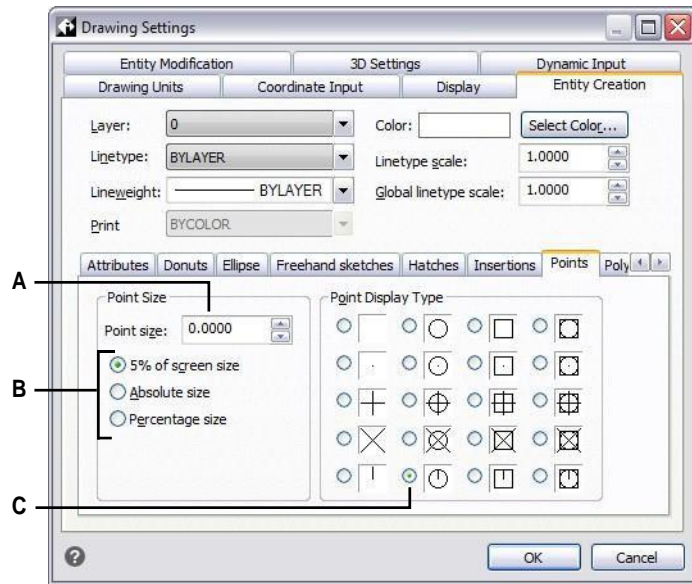 Drawing Settings
Entity Modification 3D Settings Dynamic Input
Drawing Units Coordinate Input Display Entity Creation
Layer: 0 Color: Select Color...
Linetype: BYLAYER Linetype scale: 1.0000
Lineweight: BYLAYER Global linetype scale: 1.0000
Print BYCOLOR
Attributes Donuts Ellipse Freehand sketches Hatches Insertions Points Poly
A
Point Size Point Display Type
Point size: 0.0000
B
5% of screen size
Absolute size
Percentage size
C
? OK Cancel